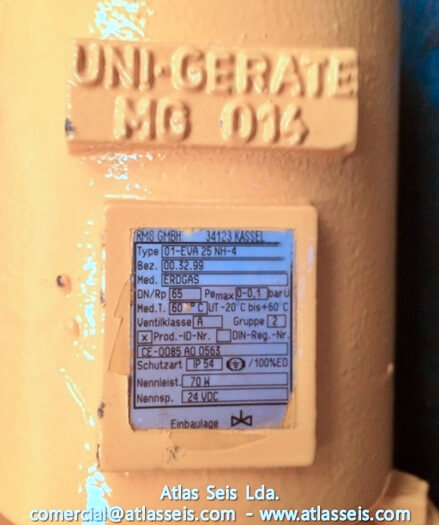 UNI-GERATE
MG 014
RMG GMBH 34123 KASSEL
Type 01-EVA 25 NH-4
Bez. 00.32.99
Med. ERDGAS
DN/Rp 65 Pemax 0-0,1 barÜ
Med.T. 60 °C UT -20°C bis +60°C
Ventilklasse A Gruppe 2
x Prod.-ID-Nr. DIN-Reg.-Nr.
CE-0085 AQ 0563
Schutzart IP 54 /100%ED
Nennleist. 70 W
Nennsp. 24 VDC
Einbaulage
Atlas Seis Lda.
comercial@atlasseis.com - www.atlasseis.com